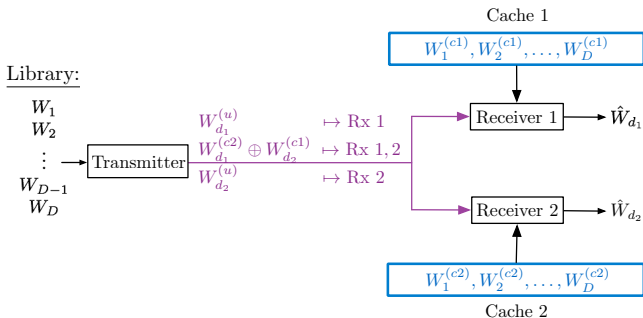 Cache 1
W_1^{(c1)}, W_2^{(c1)}, ..., W_D^{(c1)}
Library:
W_1
W_2
⋮
W_{D−1}
W_D
Transmitter
W_{d_1}^{(u)} ↦ Rx 1
W_{d_1}^{(c2)} ⊕ W_{d_2}^{(c1)} ↦ Rx 1, 2
W_{d_2}^{(u)} ↦ Rx 2
Receiver 1
Ŵ_{d_1}
Receiver 2
Ŵ_{d_2}
W_1^{(c2)}, W_2^{(c2)}, ..., W_D^{(c2)}
Cache 2